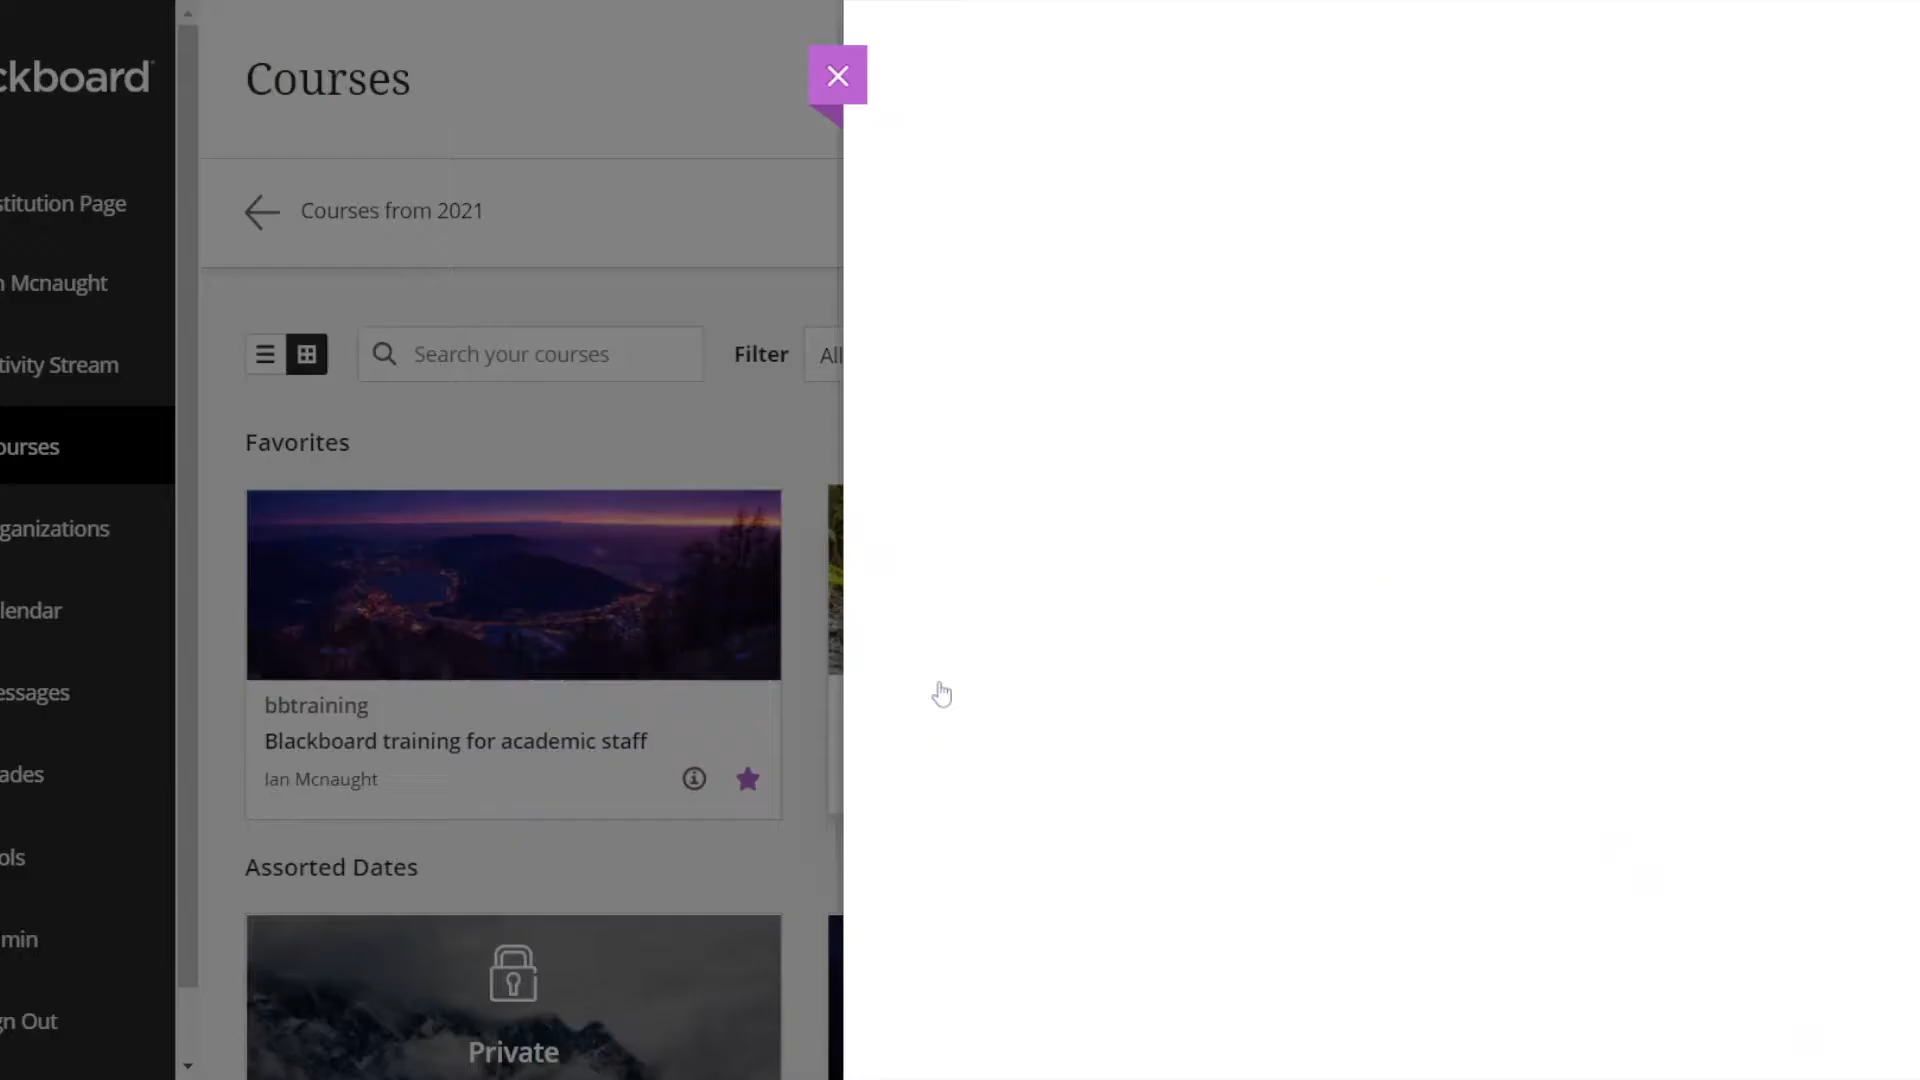 ckboard
Courses
stitution Page
Courses from 2021
n Mcnaught
Search your courses
Filter
All
tivity Stream
ourses
Favorites
ganizations
lendar
essages
bbtraining
Blackboard training for academic staff
Ian Mcnaught
ades
ols
Assorted Dates
min
gn Out
Private